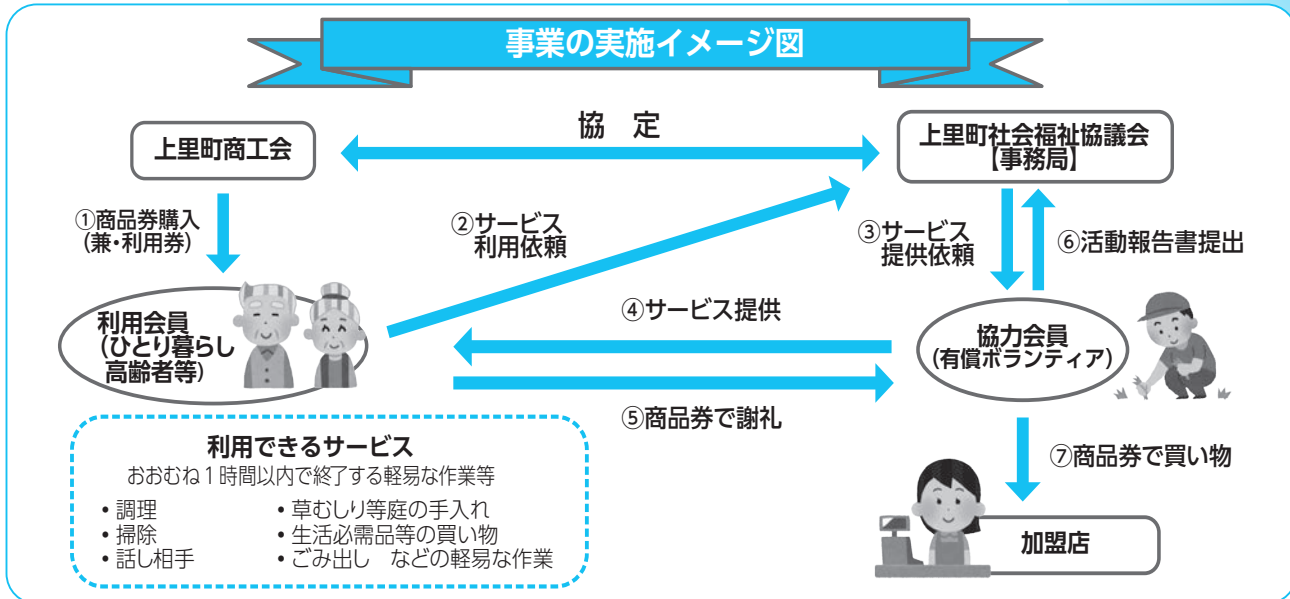 事業の実施イメージ図
協　定
上里町商工会
上里町社会福祉協議会
【事務局】
①商品券購入
（兼・利用券）
②サービス
利用依頼
③サービス
提供依頼
⑥活動報告書提出
利用会員
（ひとり暮らし
高齢者等）
④サービス提供
協力会員
（有償ボランティア）
⑤商品券で謝礼
利用できるサービス
おおむね１時間以内で終了する軽易な作業等
• 調理
• 掃除
• 話し相手
• 草むしり等庭の手入れ
• 生活必需品等の買い物
• ごみ出し　などの軽易な作業
⑦商品券で買い物
加盟店